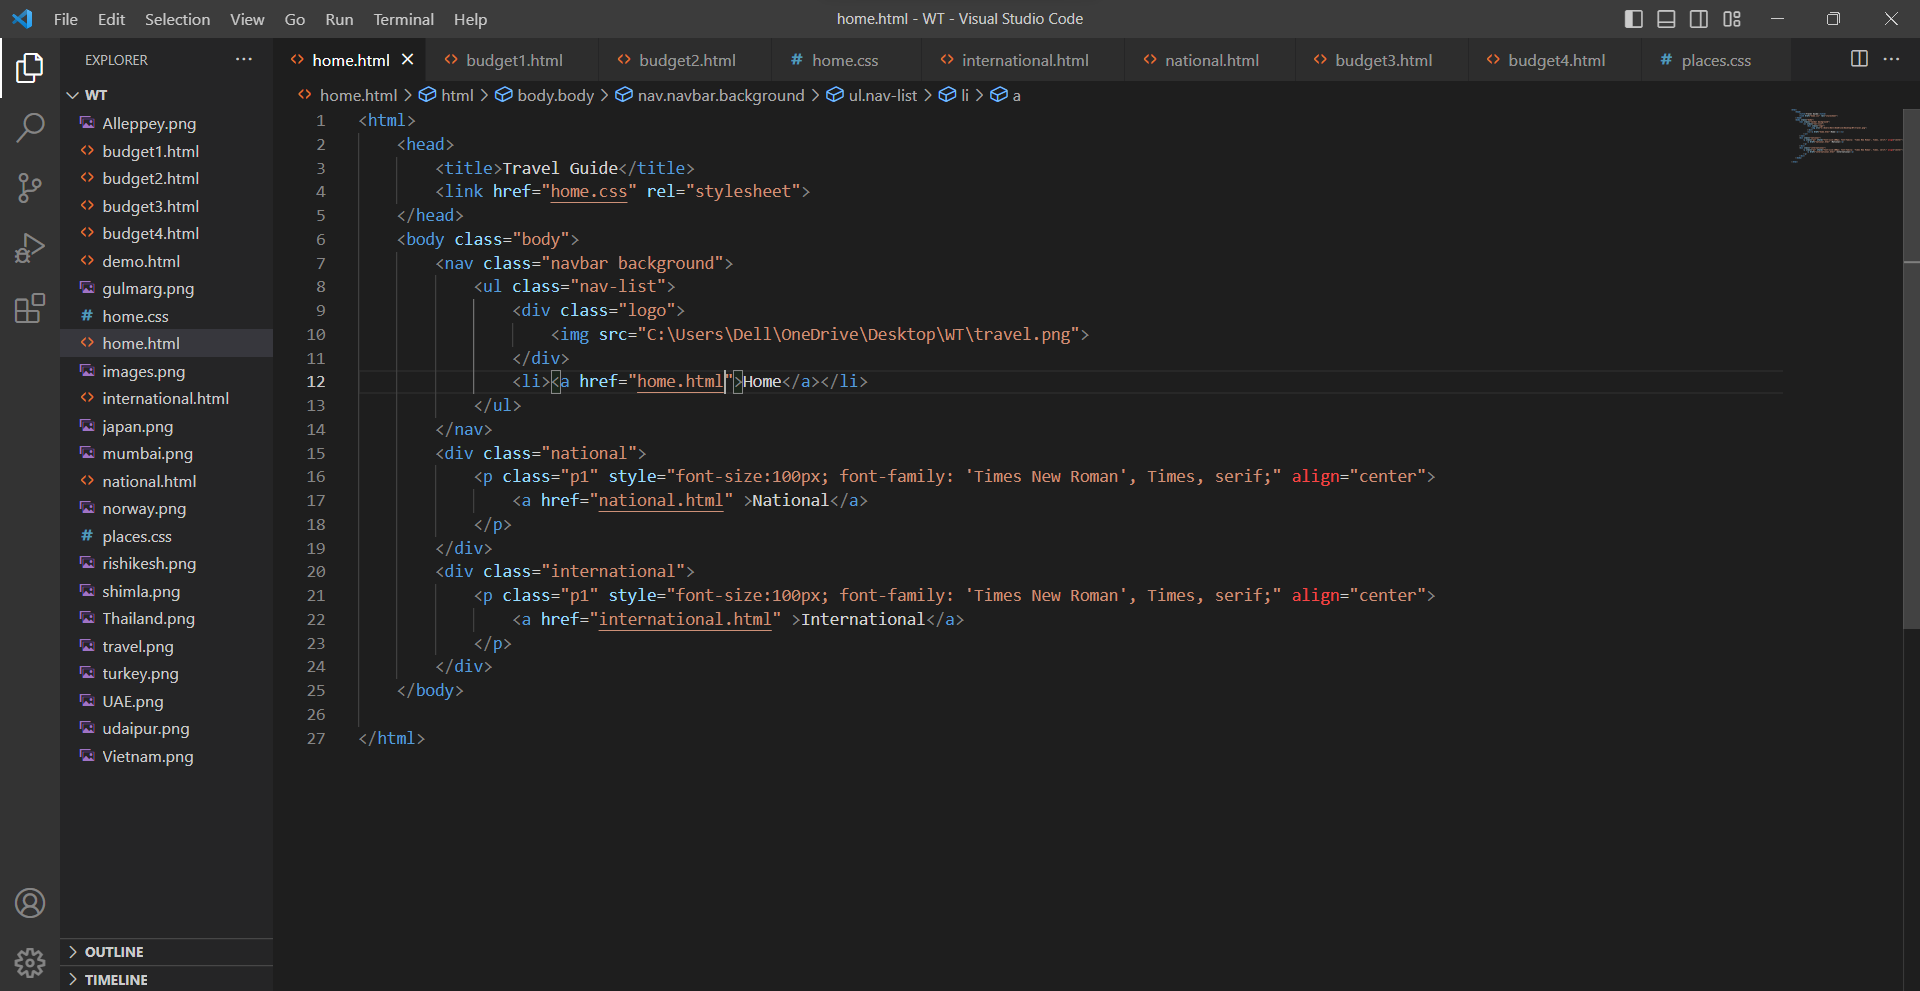 File Edit Selection View Go Run Terminal Help home.html - WT - Visual Studio Code
EXPLORER ···
home.html budget1.html budget2.html # home.css international.html national.html budget3.html budget4.html # places.css
home.html > html > body.body > nav.navbar.background > ul.nav-list > li > a
WT
Alleppey.png
budget1.html
budget2.html
budget3.html
budget4.html
demo.html
gulmarg.png
# home.css
home.html
images.png
international.html
japan.png
mumbai.png
national.html
norway.png
# places.css
rishikesh.png
shimla.png
Thailand.png
travel.png
turkey.png
UAE.png
udaipur.png
Vietnam.png
OUTLINE
TIMELINE
1 <html>
2 <head>
3 <title>Travel Guide</title>
4 <link href="home.css" rel="stylesheet">
5 </head>
6 <body class="body">
7 <nav class="navbar background">
8 <ul class="nav-list">
9 <div class="logo">
10 <img src="C:\Users\Dell\OneDrive\Desktop\WT\travel.png">
11 </div>
12 <li><a href="home.html">Home</a></li>
13 </ul>
14 </nav>
15 <div class="national">
16 <p class="p1" style="font-size:100px; font-family: 'Times New Roman', Times, serif;" align="center">
17 <a href="national.html" >National</a>
18 </p>
19 </div>
20 <div class="international">
21 <p class="p1" style="font-size:100px; font-family: 'Times New Roman', Times, serif;" align="center">
22 <a href="international.html" >International</a>
23 </p>
24 </div>
25 </body>
26
27 </html>